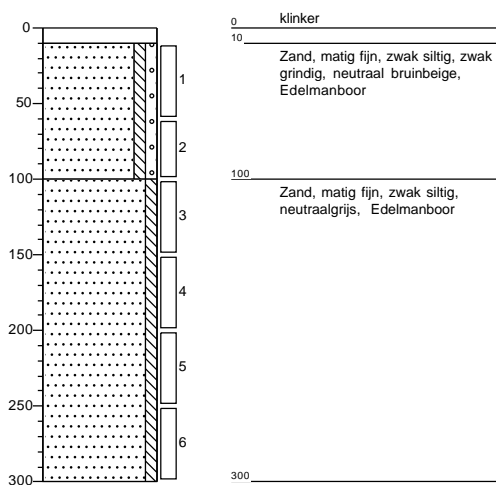 0
50
100
150
200
250
300
1
2
3
4
5
6
0
klinker
10
Zand, matig fijn, zwak siltig, zwak
grindig, neutraal bruinbeige,
Edelmanboor
100
Zand, matig fijn, zwak siltig,
neutraalgrijs, Edelmanboor
300